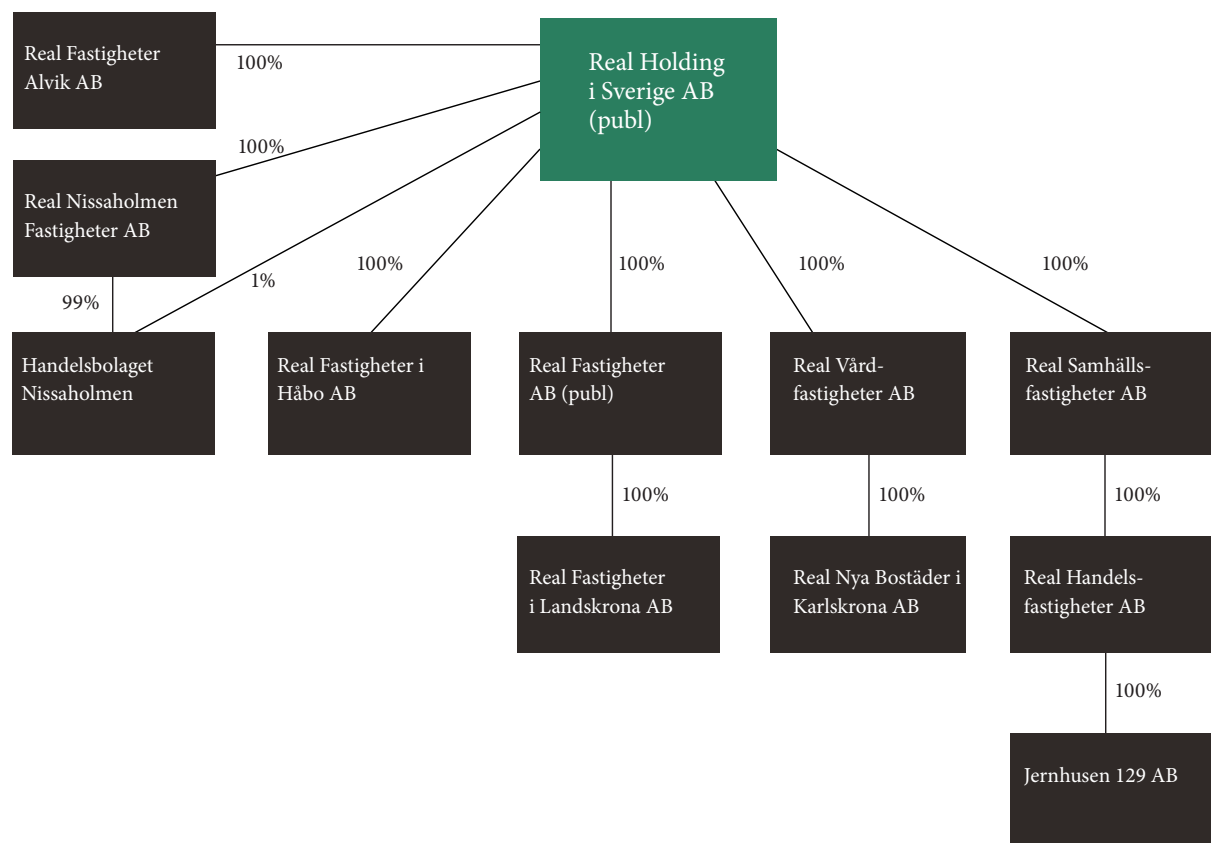 Real Fastigheter
Alvik AB
100%
Real Holding
i Sverige AB
(publ)
100%
Real Nissaholmen
Fastigheter AB
99%
1%
100%
100%
100%
100%
Handelsbolaget
Nissaholmen
Real Fastigheter i
Håbo AB
Real Fastigheter
AB (publ)
Real Vård-
fastigheter AB
Real Samhälls-
fastigheter AB
100%
100%
100%
Real Fastigheter
i Landskrona AB
Real Nya Bostäder i
Karlskrona AB
Real Handels-
fastigheter AB
100%
Jernhusen 129 AB